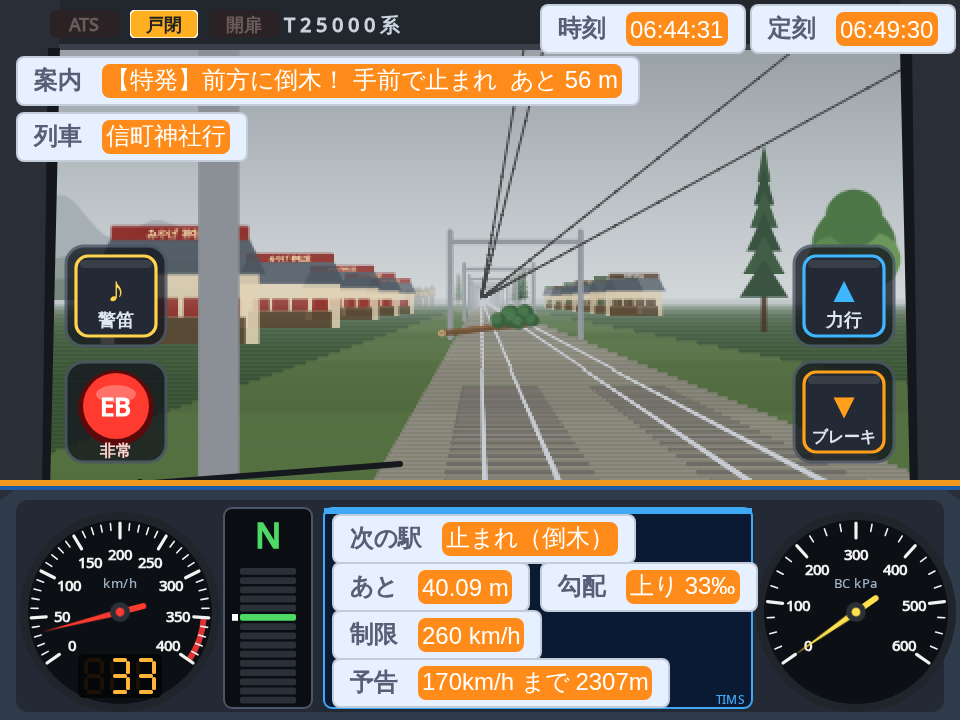 ATS 戸閉 開扉 T25000系
時刻 06:44:31 定刻 06:49:30
案内 【特発】前方に倒木！ 手前で止まれ あと 56 m
列車 信町神社行
♪
警笛
▲
力行
EB
非常
▼
ブレーキ
0 50 100 150 200 250 300 350 400
km/h
33
N
次の駅 止まれ（倒木）
あと 40.09 m 勾配 上り 33‰
制限 260 km/h
予告 170km/h まで 2307m
TIMS
0 100 200 300 400 500 600
BC kPa